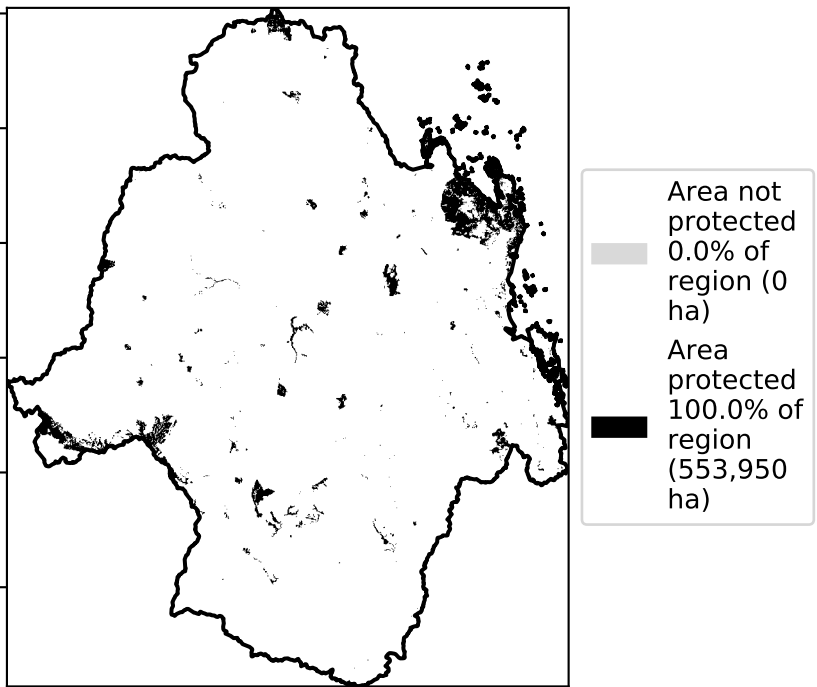 Area not
protected
0.0% of
region (0
ha)
Area
protected
100.0% of
region
(553,950
ha)